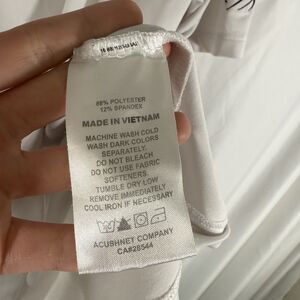 88% POLYESTER
12% SPANDEX
MADE IN VIETNAM
MACHINE WASH COLD
WASH DARK COLORS
SEPARATELY.
DO NOT BLEACH
DO NOT USE FABRIC
SOFTENERS.
TUMBLE DRY LOW
REMOVE IMMEDIATELY
COOL IRON IF NECESSARY
ACUSHNET COMPANY
CA#28544